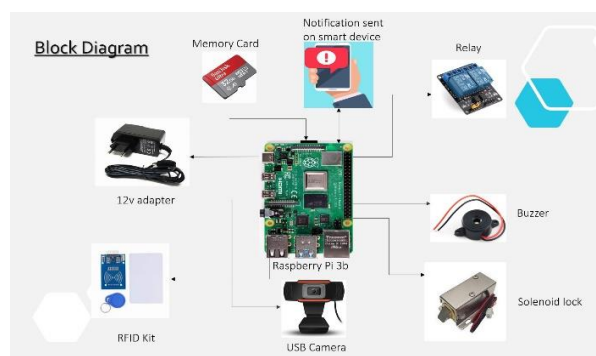 Block Diagram
Memory Card
Notification sent
on smart device
Relay
12v adapter
Raspberry Pi 3b
Buzzer
Solenoid lock
RFID Kit
USB Camera